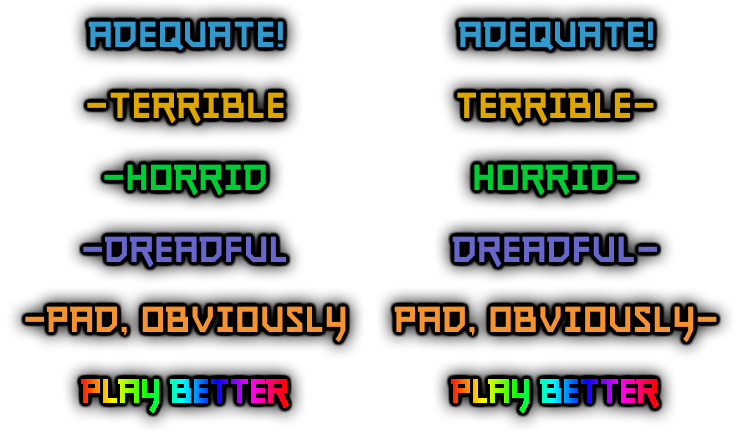 ADEQUATE! ADEQUATE!
-TERRIBLE TERRIBLE-
-HORRID HORRID-
-DREADFUL DREADFUL-
-PAD, OBVIOUSLY PAD, OBVIOUSLY-
PLAY BETTER PLAY BETTER